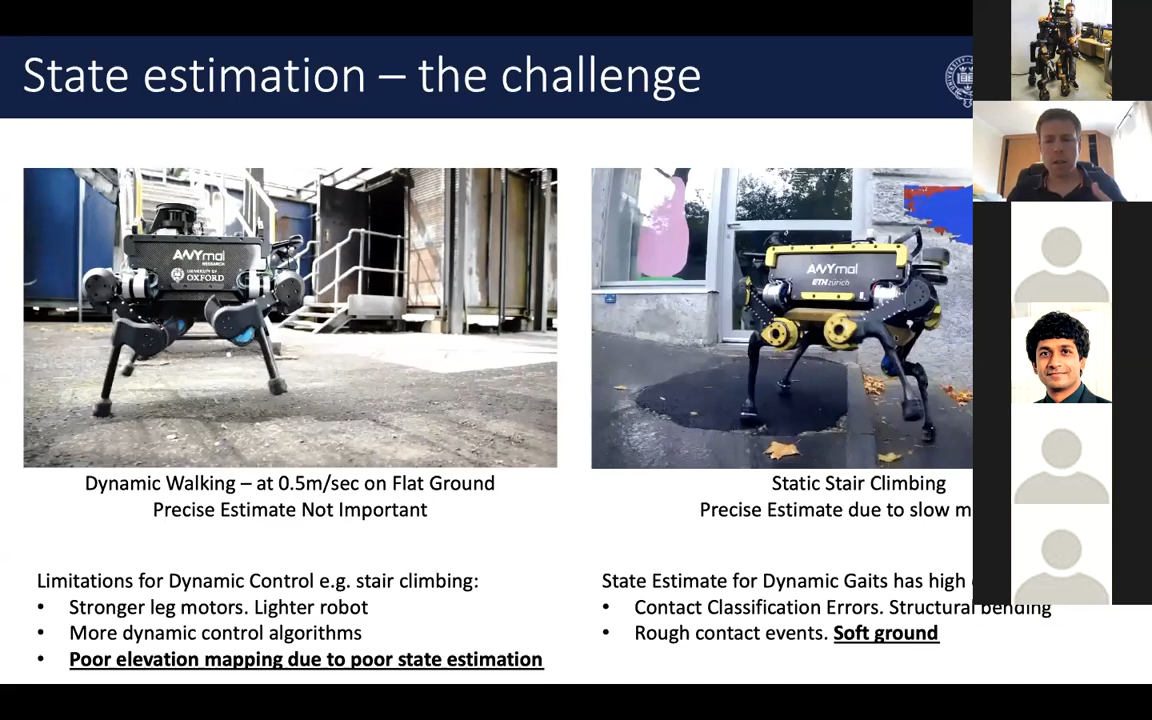 State estimation – the challenge
ANYmal
RESEARCH
UNIVERSITY OF
OXFORD
ANYmal
ETH zürich
Dynamic Walking – at 0.5m/sec on Flat Ground
Precise Estimate Not Important
Static Stair Climbing
Precise Estimate due to slow m
Limitations for Dynamic Control e.g. stair climbing:
• Stronger leg motors. Lighter robot
• More dynamic control algorithms
• Poor elevation mapping due to poor state estimation
State Estimate for Dynamic Gaits has high
• Contact Classification Errors. Structural bending
• Rough contact events. Soft ground